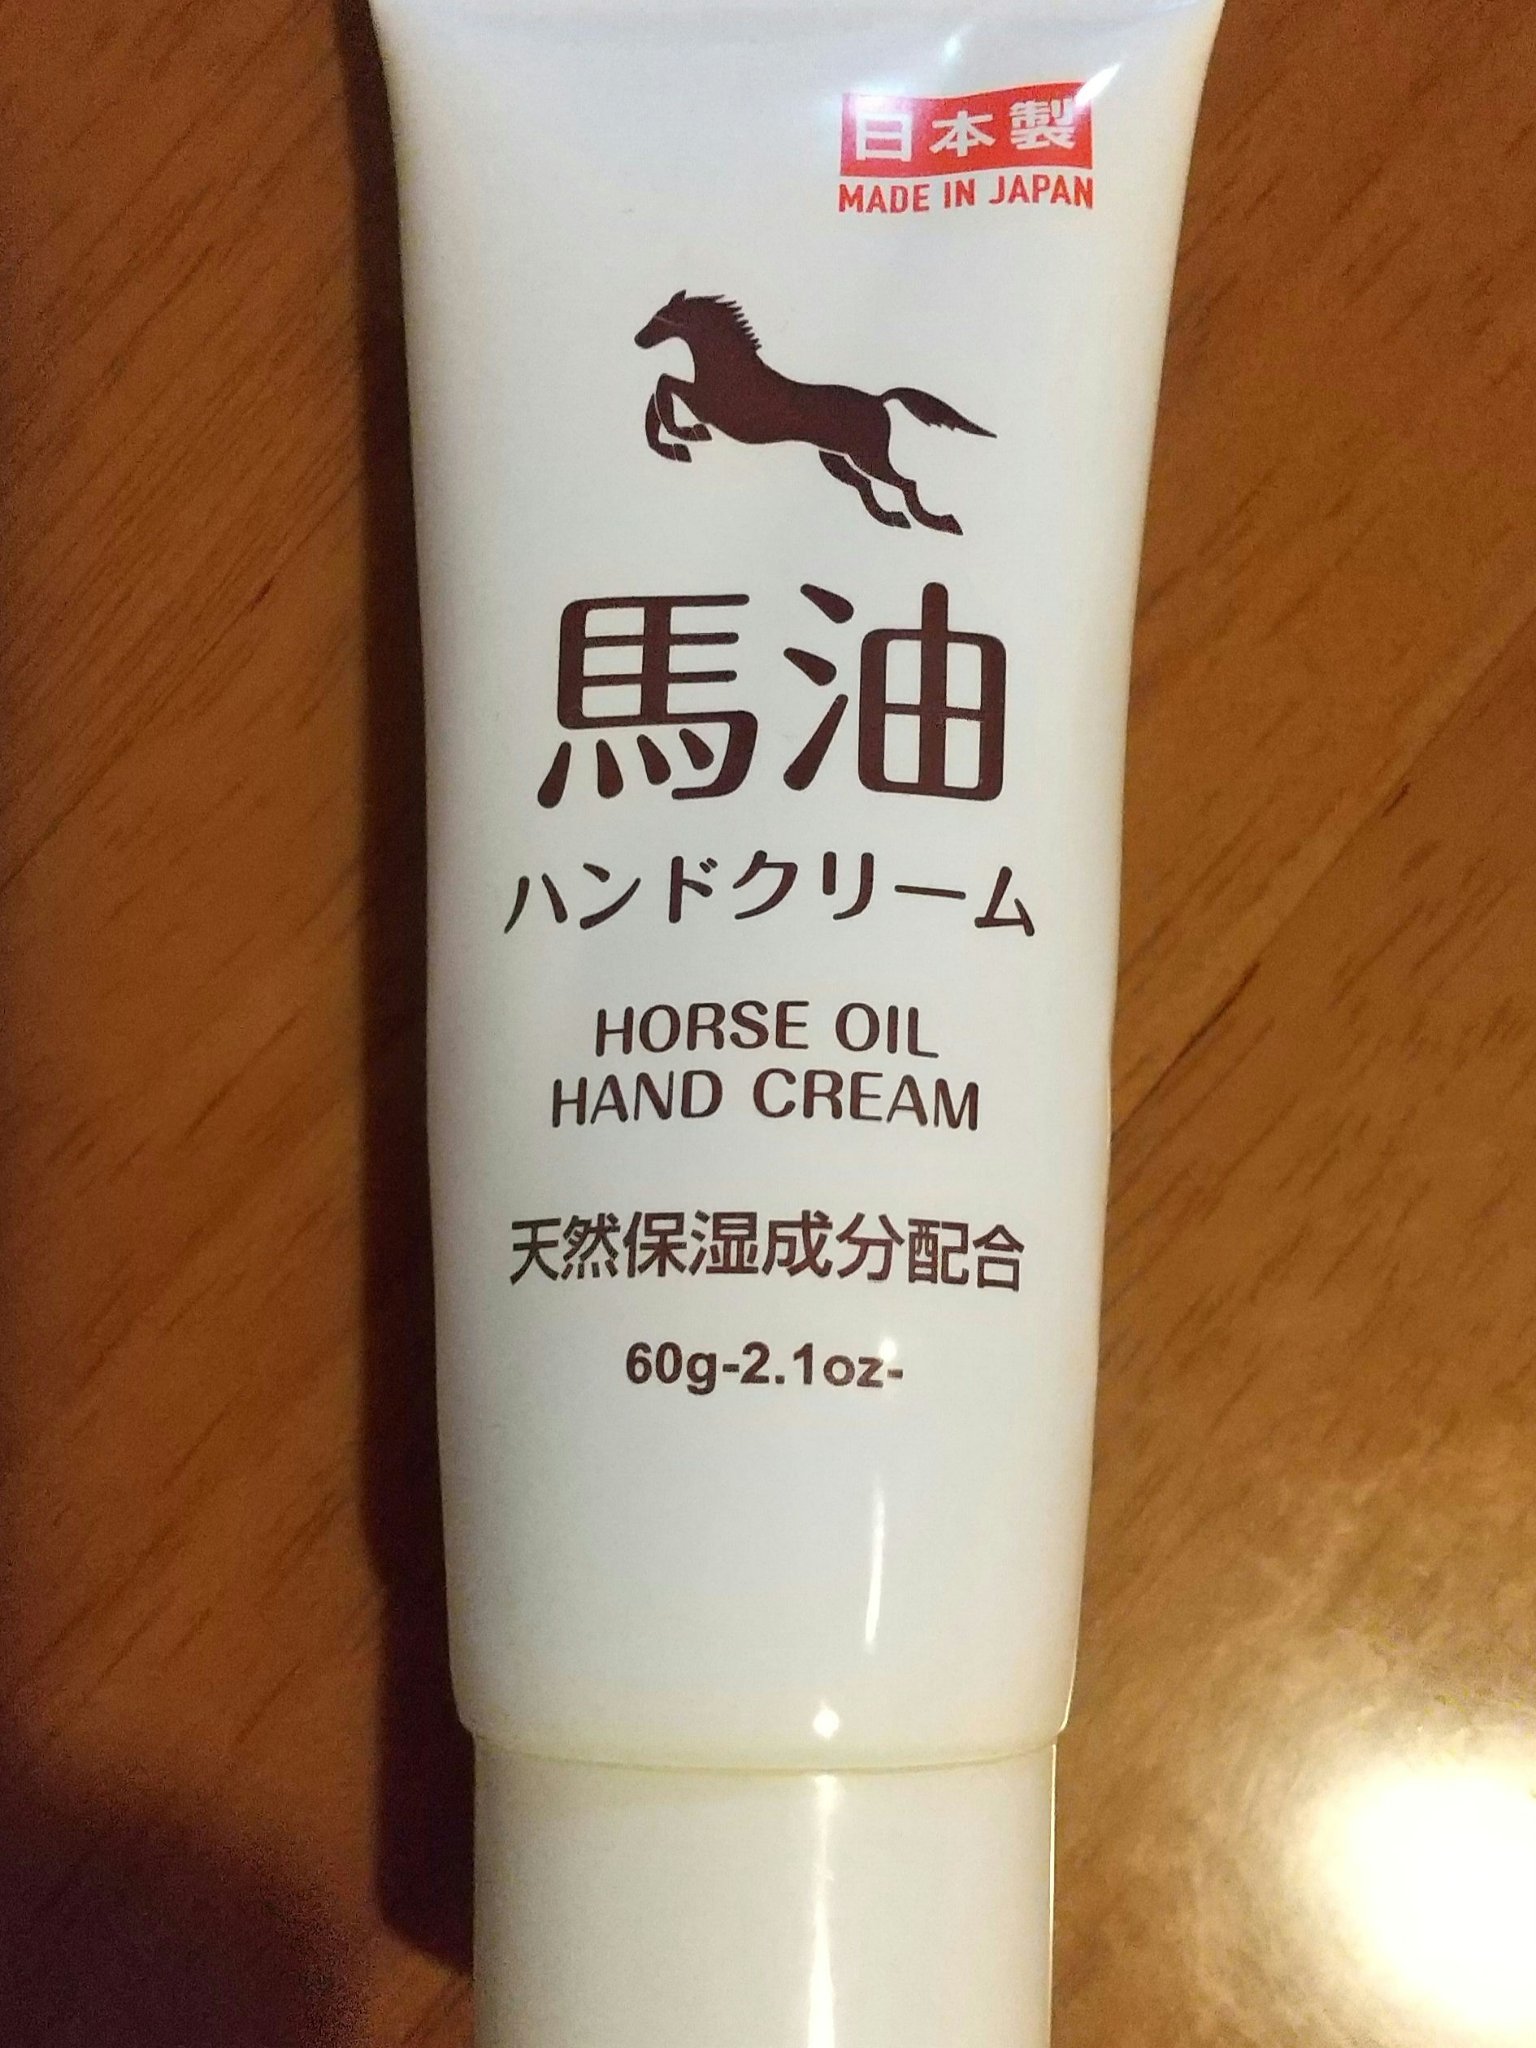 日本製
MADE IN JAPAN
馬油
ハンドクリーム
HORSE OIL
HAND CREAM
天然保湿成分配合
60g-2.1oz-